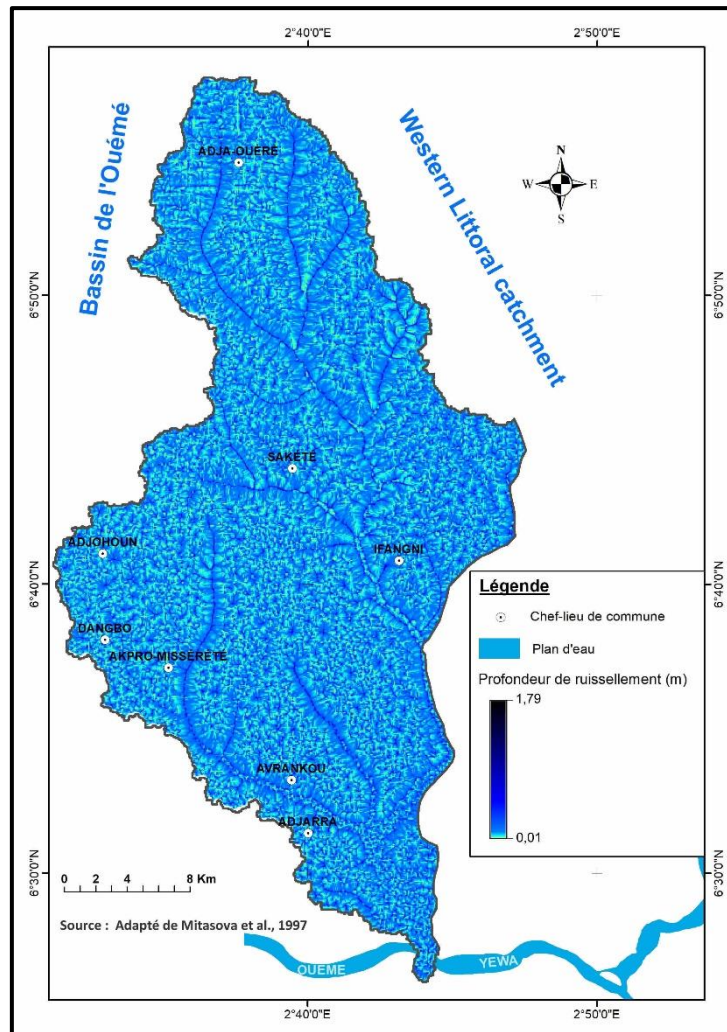 2°40'0"E
2°50'0"E
Bassin de l'Ouémé
Western Littoral catchment
N
W E
S
ADJA-OUERE
6°50'0"N
6°50'0"N
SAKETE
ADJOHOUN
IFANGNI
6°40'0"N
6°40'0"N
DANGBO
AKPRO-MISSERETE
AVRANKOU
ADJARRA
Légende
Chef-lieu de commune
Plan d'eau
Profondeur de ruissellement (m)
1,79
0,01
6°30'0"N
6°30'0"N
0 2 4 8 Km
Source : Adapté de Mitasova et al., 1997
OUEME
YEWA
2°40'0"E
2°50'0"E